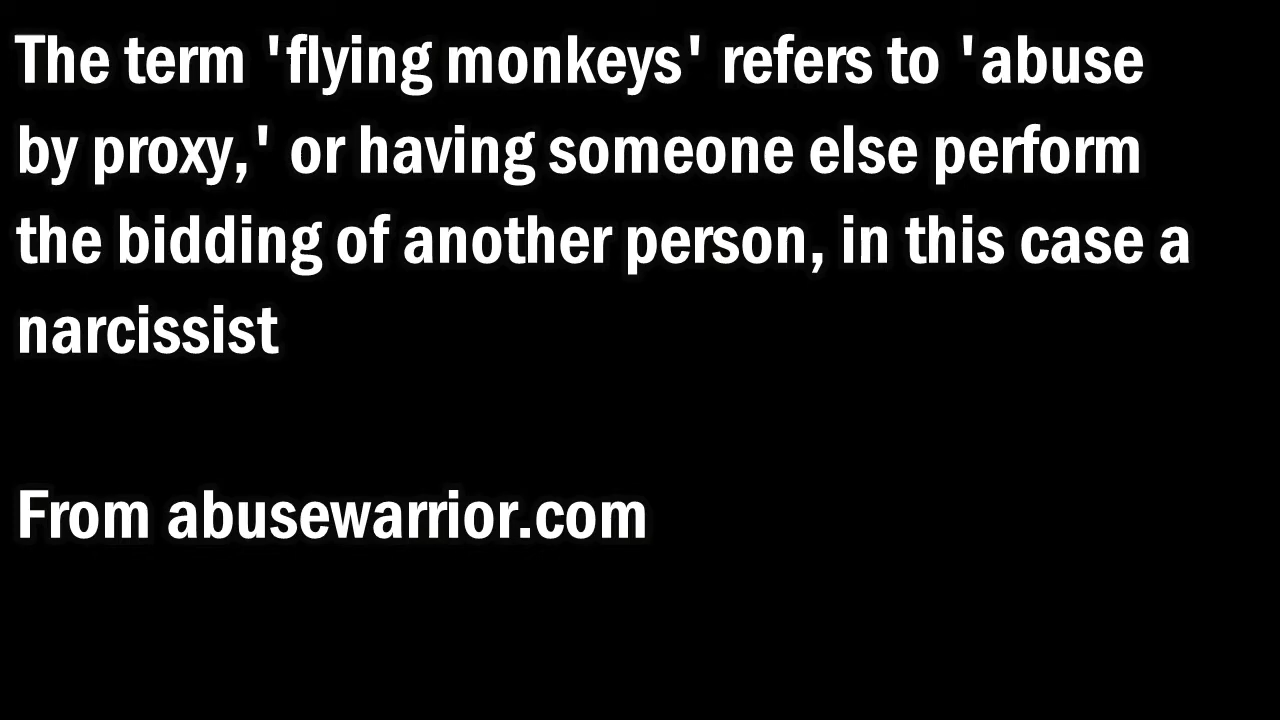 The term 'flying monkeys' refers to 'abuse
by proxy,' or having someone else perform
the bidding of another person, in this case a
narcissist
From abusewarrior.com